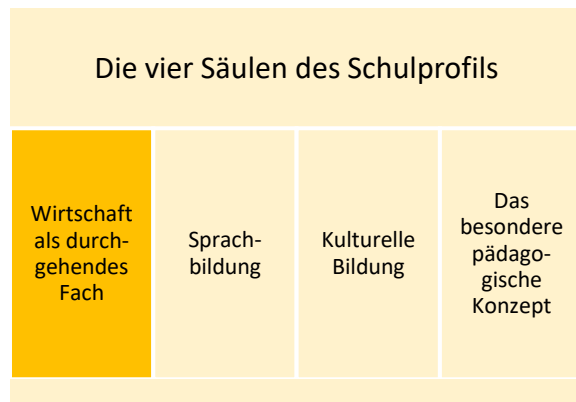 Die vier Säulen des Schulprofils
Wirtschaft
als durch-
gehendes
Fach
Sprach-
bildung
Kulturelle
Bildung
Das
besondere
pädago-
gische
Konzept